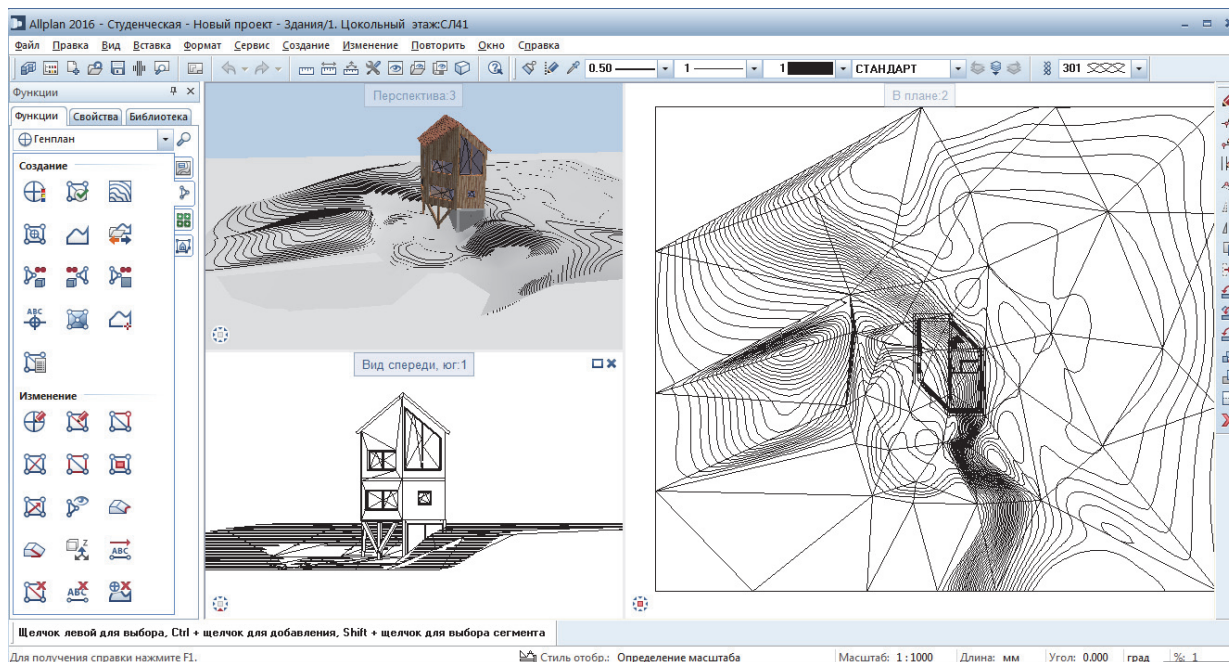 Allplan 2016 - Студенческая - Новый проект - Здания/1. Цокольный этаж:СЛ41
Файл Правка Вид Вставка Формат Сервис Создание Изменение Повторить Окно Справка
0.50 1 1 СТАНДАРТ 301
Функции
Функции Свойства Библиотека
Генплан
Создание
ABC
Изменение
Z
ABC
ABC
Перспектива:3
Вид спереди, юг:1
В плане:2
Щелчок левой для выбора, Ctrl + щелчок для добавления, Shift + щелчок для выбора сегмента
Для получения справки нажмите F1. Стиль отобр.: Определение масштаба Масштаб: 1:1000 Длина: мм Угол: 0.000 град %: 1